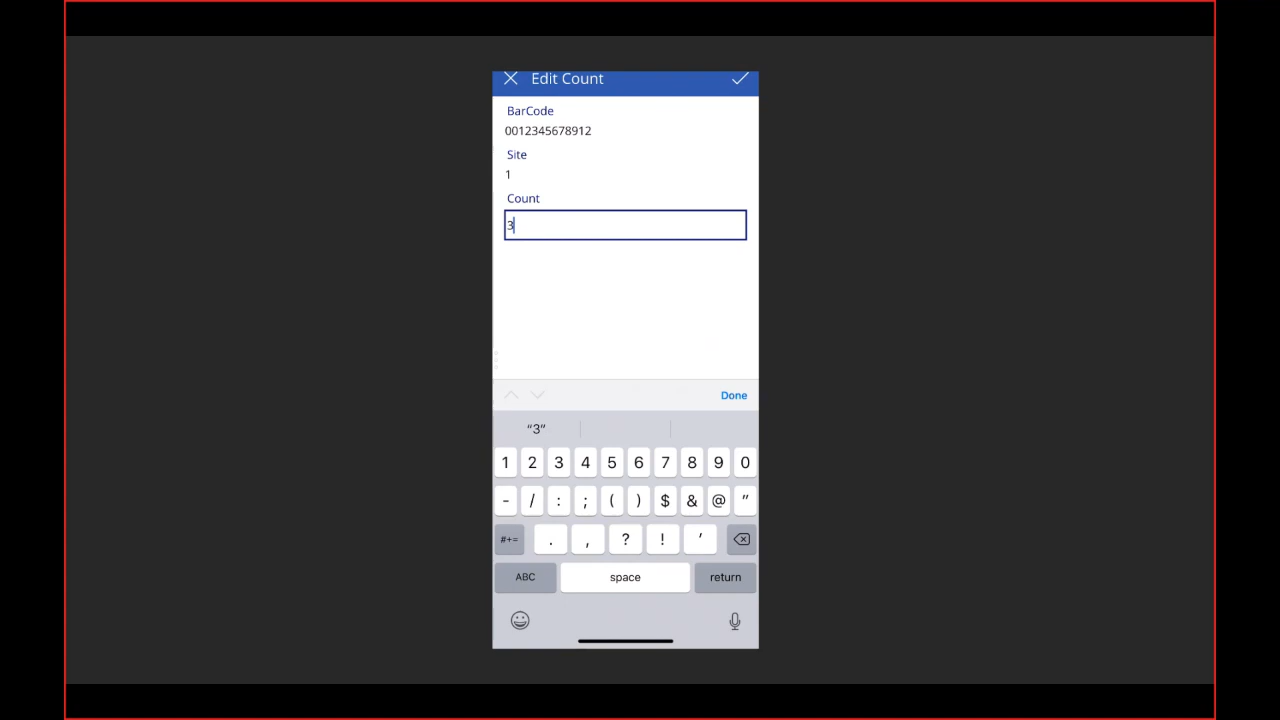 Edit Count
BarCode
0012345678912
Site
1
Count
3
Done
“3”
1 2 3 4 5 6 7 8 9 0
- / : ; ( ) $ & @ "
#+= . , ? ! '
ABC space return